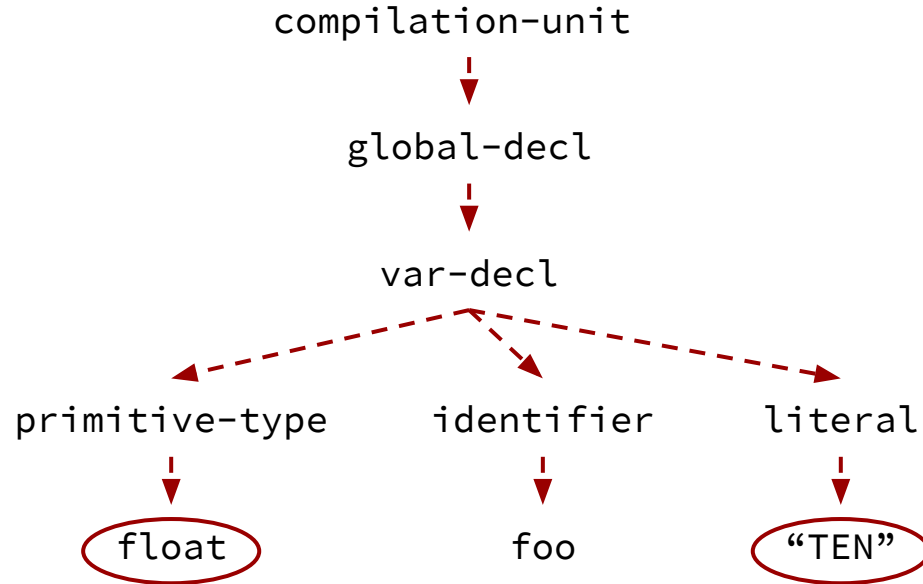 compilation-unit
global-decl
var-decl
primitive-type identifier literal
float foo “TEN”